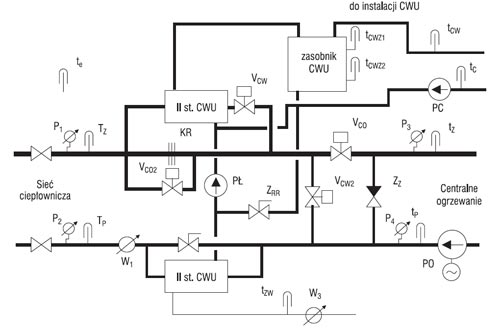 do instalacji CWU
te
tCWZ1
tCW
zasobnik
CWU
tCWZ2
tC
VCW
II st. CWU
PC
P1
TZ
KR
VCO
P3
tZ
VCO2
PŁ
ZRR
VCW2
ZZ
Sieć
ciepłownicza
Centralne
ogrzewanie
P2
TP
P4
tP
W1
II st. CWU
PO
tZW
W3